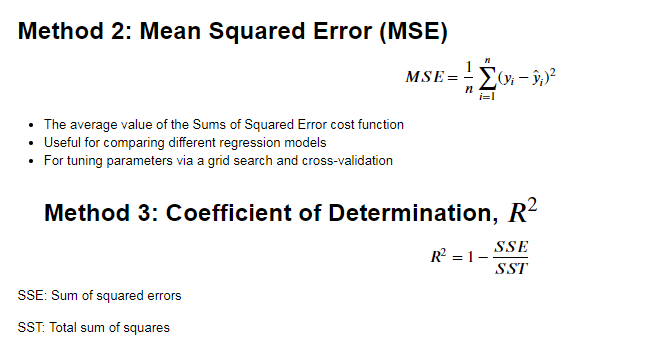 Method 2: Mean Squared Error (MSE)
MSE = \frac{1}{n} \sum_{i=1}^{n} (y_i - \hat{y}_i)^2
• The average value of the Sums of Squared Error cost function
• Useful for comparing different regression models
• For tuning parameters via a grid search and cross-validation
Method 3: Coefficient of Determination, R^2
R^2 = 1 - \frac{SSE}{SST}
SSE: Sum of squared errors
SST: Total sum of squares